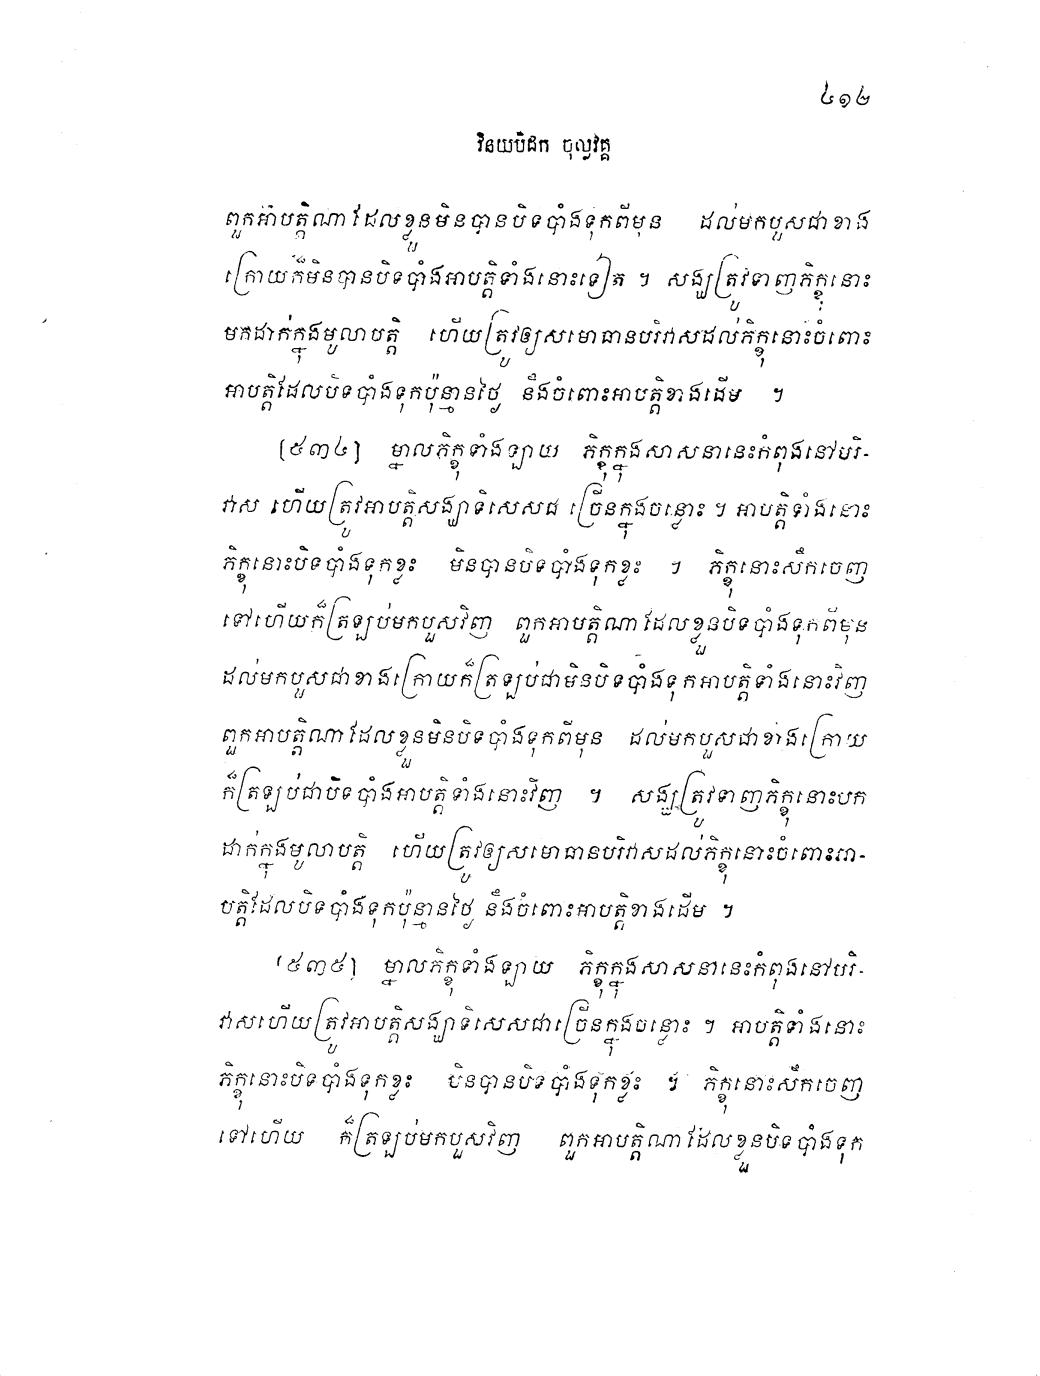 ៤១២
វិនយបិដក ចុល្លវគ្គ
ពួកអាបត្តិណាដែលខ្លួនមិនបានបិទបាំងទុកពីមុន ដល់មកបួសជាខាង
ក្រោយក៏មិនបានបិទបាំងអាបត្តិទាំងនោះទៀត ។ សង្ឃត្រូវទាញភិក្ខុនោះ
មកដាក់ក្នុងមូលាបត្តិ ហើយត្រូវឲ្យសមោធានបរិវាសដល់ភិក្ខុនោះចំពោះ
អាបត្តិដែលបិទបាំងទុកប៉ុន្មានថ្ងៃ នឹងចំពោះអាបត្តិខាងដើម ។
[៥៣៤] ម្នាលភិក្ខុទាំងឡាយ ភិក្ខុក្នុងសាសនានេះកំពុងនៅបរិ-
វាស ហើយត្រូវអាបត្តិសង្ឃាទិសេសជា ច្រើនក្នុងចន្លោះ ។ អាបត្តិទាំងនោះ
ភិក្ខុនោះបិទបាំងទុកខ្លះ មិនបានបិទបាំងទុកខ្លះ ។ ភិក្ខុនោះសឹកចេញ
ទៅហើយក៏ត្រឡប់មកបួសវិញ ពួកអាបត្តិណាដែលខ្លួនបិទបាំងទុកពីមុន
ដល់មកបួសជាខាងក្រោយក៏ត្រឡប់ជាមិនបិទបាំងទុកអាបត្តិទាំងនោះវិញ
ពួកអាបត្តិណាដែលខ្លួនមិនបិទបាំងទុកពីមុន ដល់មកបួសជាខាងក្រោយ
ក៏ត្រឡប់ជាបិទបាំងអាបត្តិទាំងនោះវិញ ។ សង្ឃត្រូវទាញភិក្ខុនោះមក
ដាក់ក្នុងមូលាបត្តិ ហើយត្រូវឲ្យសមោធានបរិវាសដល់ភិក្ខុនោះចំពោះអា-
បត្តិដែលបិទបាំងទុកប៉ុន្មានថ្ងៃ នឹងចំពោះអាបត្តិខាងដើម ។
[៥៣៥] ម្នាលភិក្ខុទាំងឡាយ ភិក្ខុក្នុងសាសនានេះកំពុងនៅបរិ-
វាសហើយត្រូវអាបត្តិសង្ឃាទិសេសជាច្រើនក្នុងចន្លោះ ។ អាបត្តិទាំងនោះ
ភិក្ខុនោះបិទបាំងទុកខ្លះ មិនបានបិទបាំងទុកខ្លះ ។ ភិក្ខុនោះសឹកចេញ
ទៅហើយ ក៏ត្រឡប់មកបួសវិញ ពួកអាបត្តិណាដែលខ្លួនបិទបាំងទុក